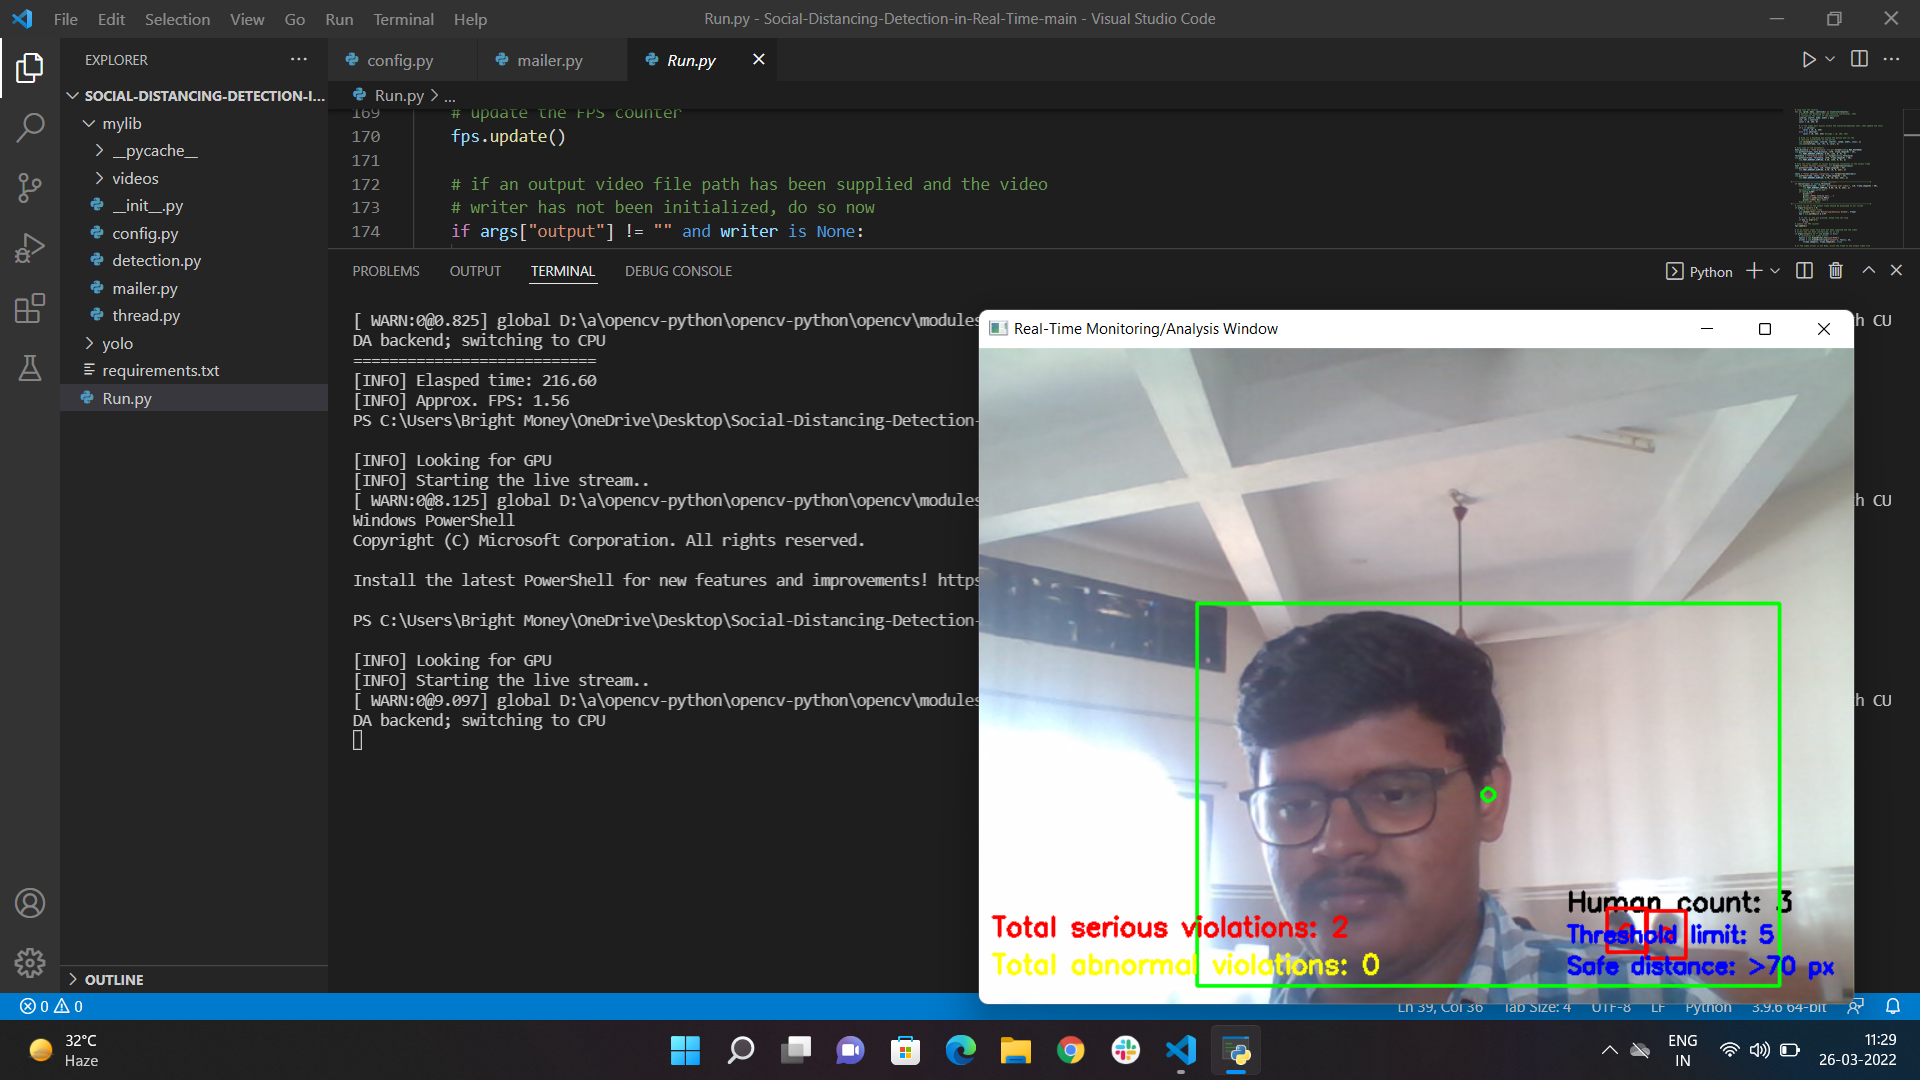 File Edit Selection View Go Run Terminal Help
Run.py - Social-Distancing-Detection-in-Real-Time-main - Visual Studio Code
EXPLORER
SOCIAL-DISTANCING-DETECTION-I...
mylib
__pycache__
videos
__init__.py
config.py
detection.py
mailer.py
thread.py
yolo
requirements.txt
Run.py
OUTLINE
config.py mailer.py Run.py
Run.py > ...
169 # update the FPS counter
170 fps.update()
171
172 # if an output video file path has been supplied and the video
173 # writer has not been initialized, do so now
174 if args["output"] != "" and writer is None:
PROBLEMS OUTPUT TERMINAL DEBUG CONSOLE
Python
[ WARN:0@0.825] global D:\a\opencv-python\opencv-python\opencv\modules h CU
DA backend; switching to CPU
===========================
[INFO] Elasped time: 216.60
[INFO] Approx. FPS: 1.56
PS C:\Users\Bright Money\OneDrive\Desktop\Social-Distancing-Detection-
[INFO] Looking for GPU
[INFO] Starting the live stream..
[ WARN:0@8.125] global D:\a\opencv-python\opencv-python\opencv\modules h CU
Windows PowerShell
Copyright (C) Microsoft Corporation. All rights reserved.
Install the latest PowerShell for new features and improvements! https
PS C:\Users\Bright Money\OneDrive\Desktop\Social-Distancing-Detection-
[INFO] Looking for GPU
[INFO] Starting the live stream..
[ WARN:0@9.097] global D:\a\opencv-python\opencv-python\opencv\modules h CU
DA backend; switching to CPU
Real-Time Monitoring/Analysis Window
Human count: 3
Total serious violations: 2
Threshold limit: 5
Total abnormal violations: 0
Safe distance: >70 px
0 0
Ln 39, Col 36 Tab Size: 4 UTF-8 LF Python 3.9.6 64-bit
32°C
Haze
ENG
IN
11:29
26-03-2022